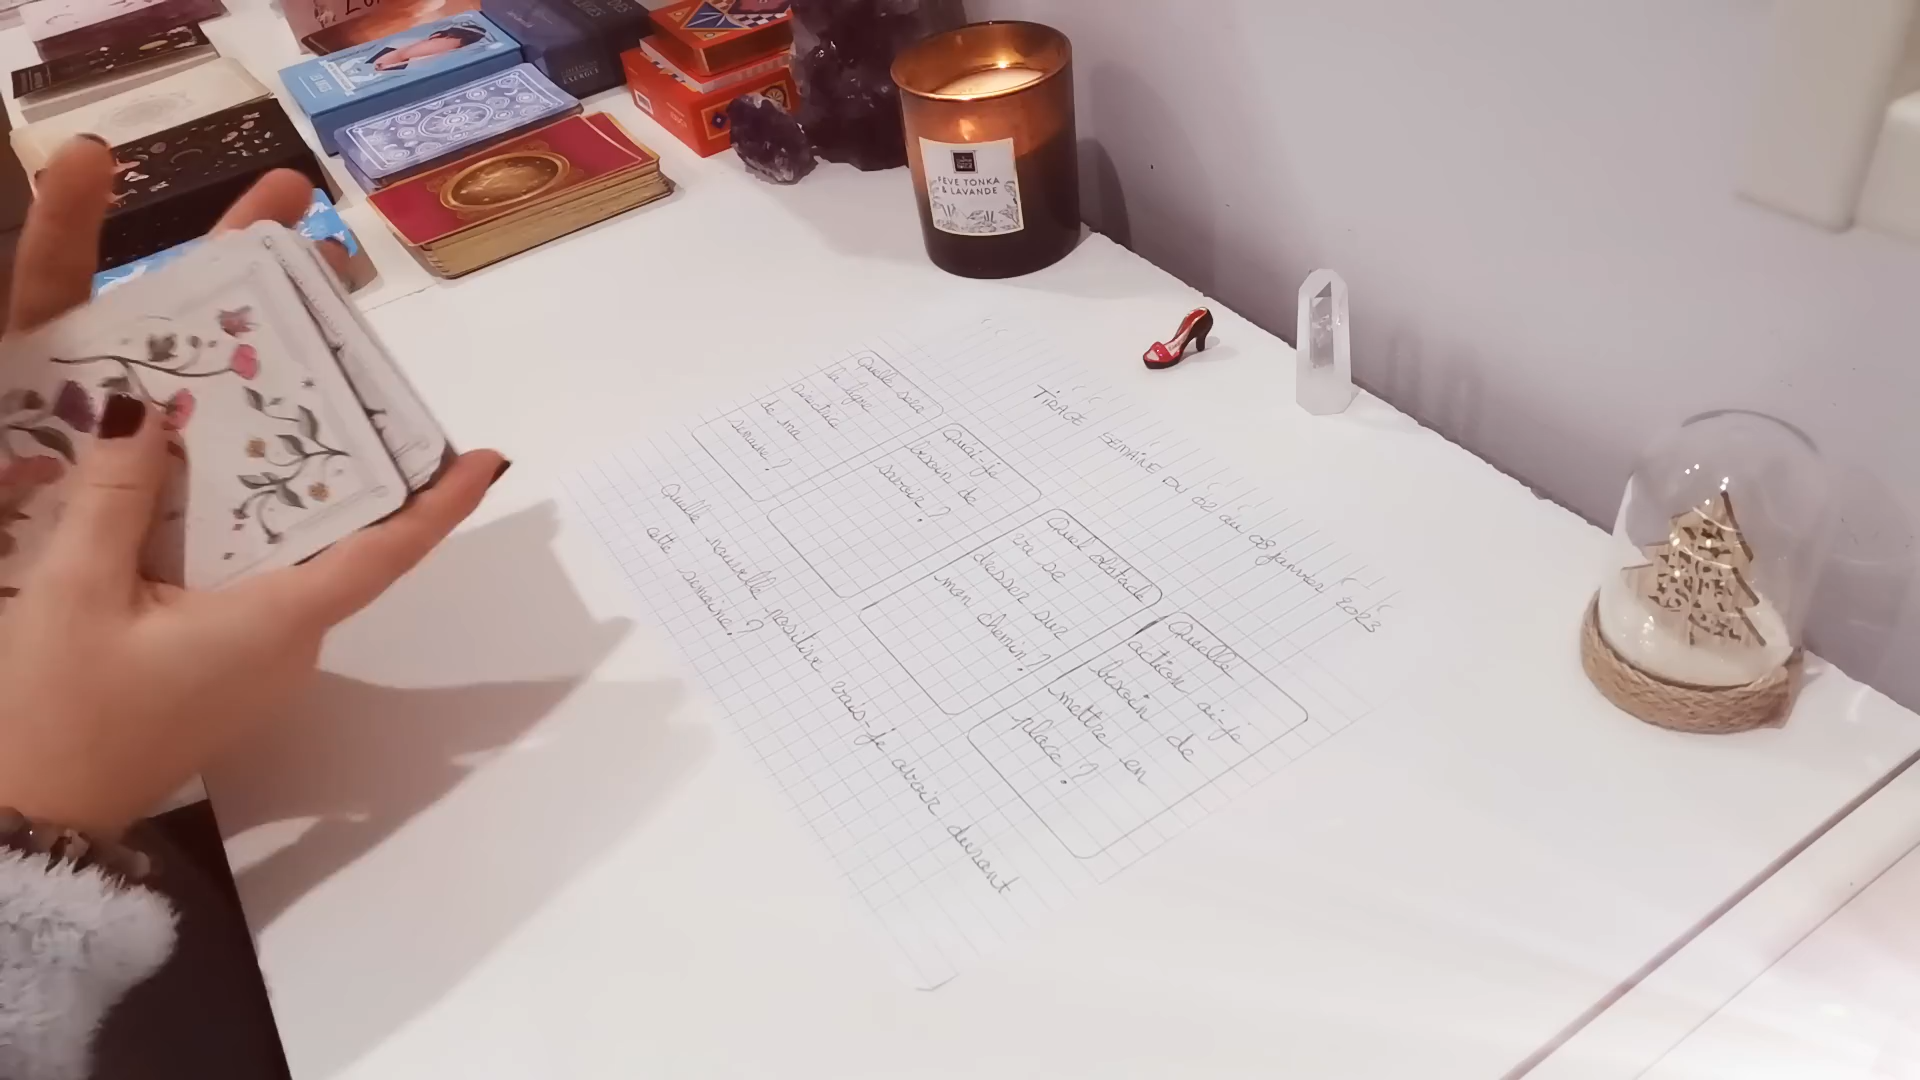 TIRAGE SEMAINE DU 02 au 08 janvier 2023
Quelle sera
la ligne
Directrice
de ma
semaine ?
Qu'ai-je
besoin de
savoir ?
Quel obstacle
va se
dresser sur
mon chemin ?
Quelle
action ai-je
besoin de
mettre en
place ?
Quelle nouvelle positive vais-je avoir durant
cette semaine ?
FEVE TONKA
& LAVANDE